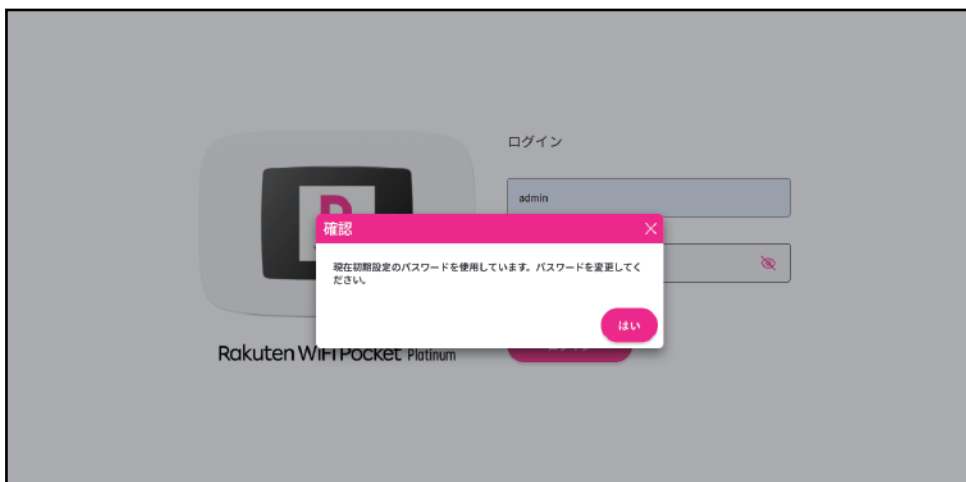 ログイン
admin
確認
現在初期設定のパスワードを使用しています。パスワードを変更してく
ださい。
はい
Rakuten WiFi Pocket Platinum